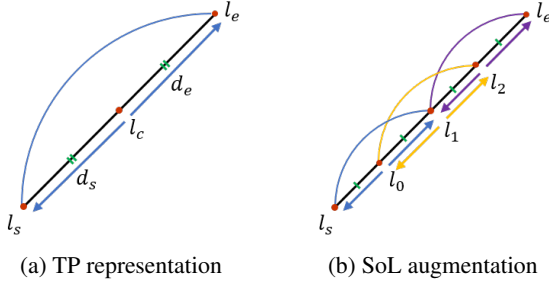 l_e
d_e
l_c
d_s
l_s
l_e
l_2
l_1
l_0
l_s
(a) TP representation
(b) SoL augmentation